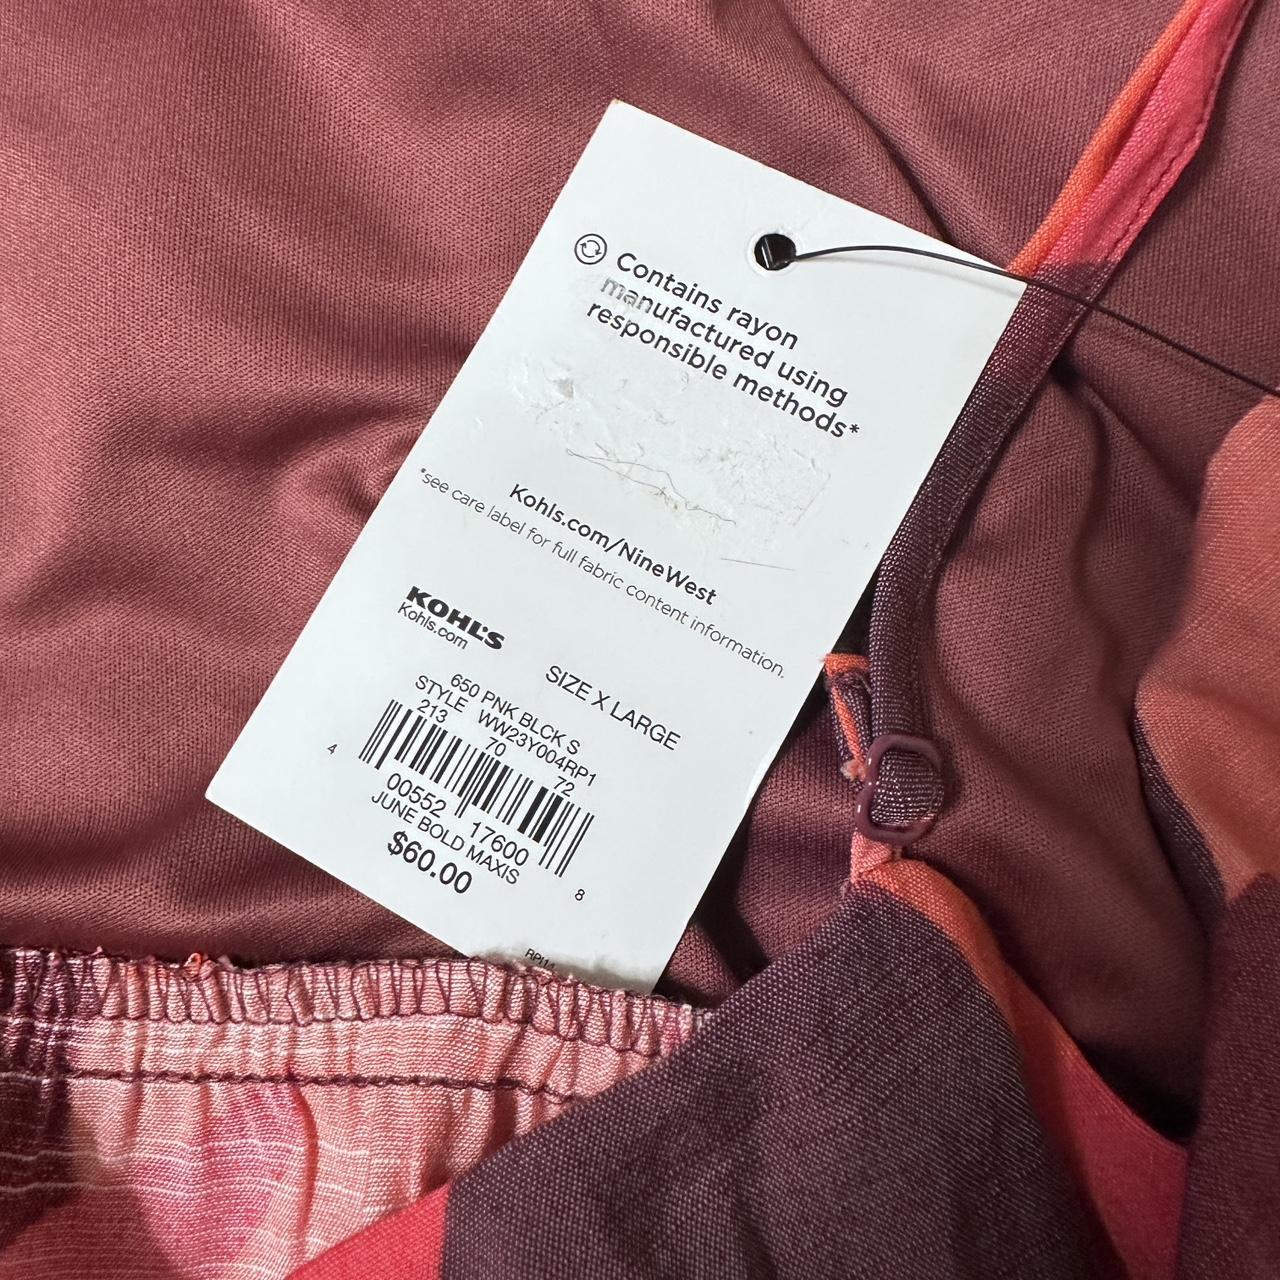 Contains rayon
manufactured using
responsible methods*
Kohls.com/NineWest
*see care label for full fabric content information.
KOHL'S
Kohls.com
SIZE X LARGE
650 PNK BLCK S
STYLE WW23Y004RP1
213 70 72
4 00552 17600 8
JUNE BOLD MAXIS
$60.00